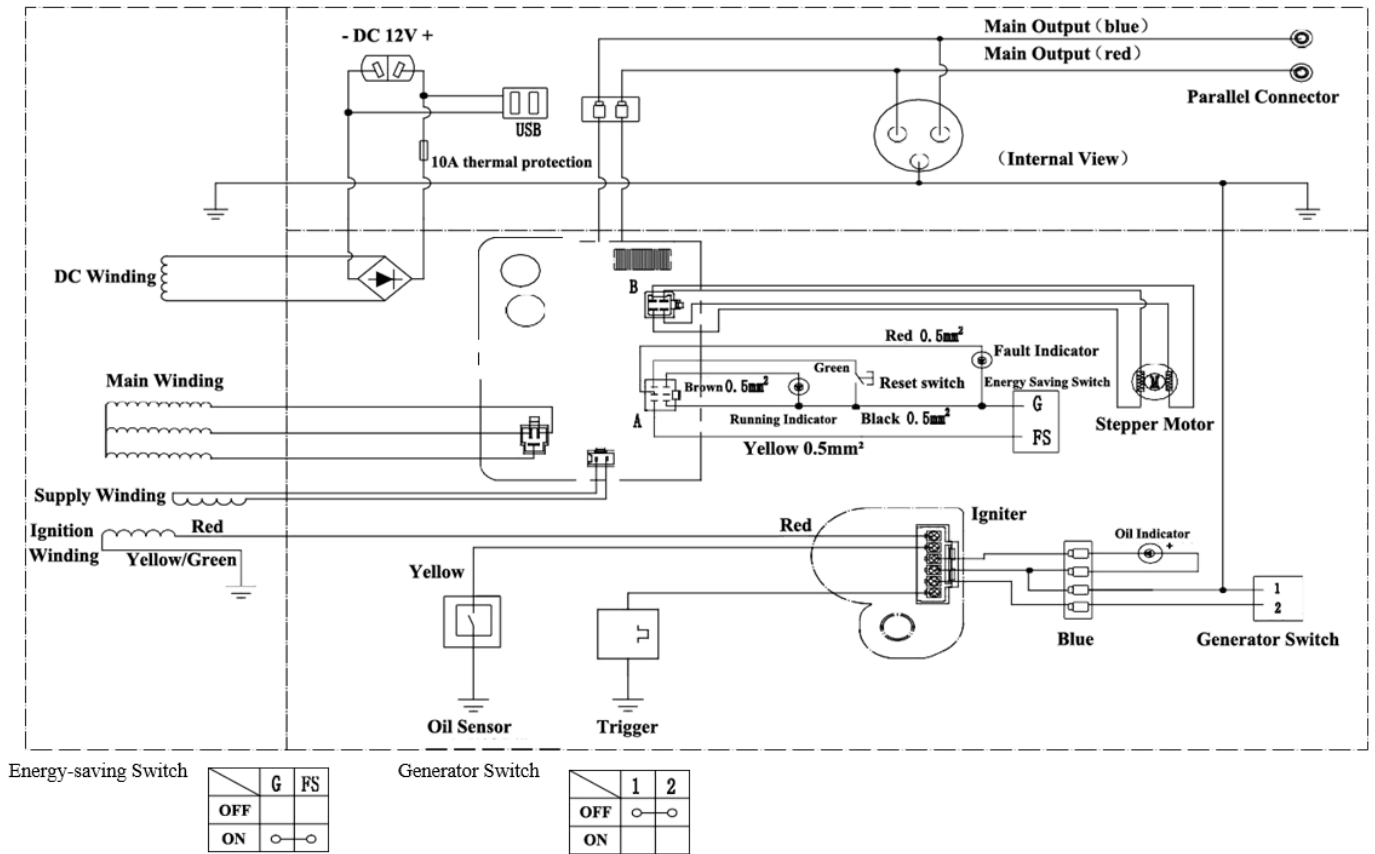 - DC 12V +
Main Output（blue）
Main Output（red）
Parallel Connector
USB
10A thermal protection
（Internal View）
DC Winding
B
Red 0.5mm²
Fault Indicator
Green
Reset switch
Energy Saving Switch
Main Winding
Brown 0.5mm²
G
A
Running Indicator
Black 0.5mm²
M
Stepper Motor
FS
Yellow 0.5mm²
Supply Winding
Ignition
Winding
Red
Yellow/Green
Red
Igniter
Oil Indicator
+
Yellow
1
2
Blue
Generator Switch
Oil Sensor
Trigger
Energy-saving Switch
G FS
OFF
ON
Generator Switch
1 2
OFF
ON